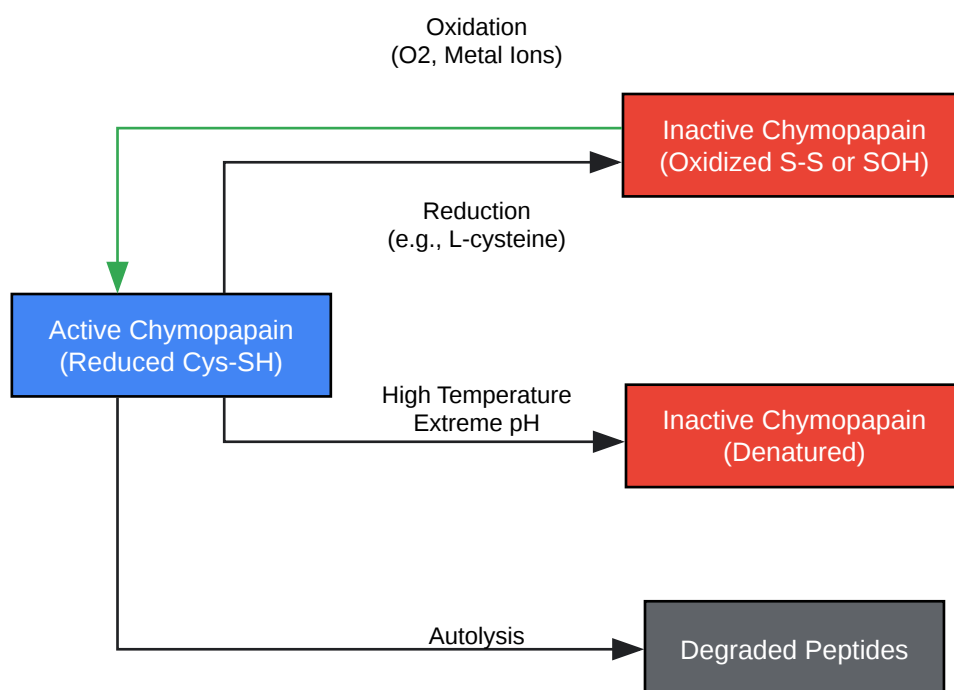 Oxidation
(O2, Metal Ions)
Inactive Chymopapain
(Oxidized S-S or SOH)
Reduction
(e.g., L-cysteine)
Active Chymopapain
(Reduced Cys-SH)
High Temperature
Extreme pH
Inactive Chymopapain
(Denatured)
Autolysis
Degraded Peptides